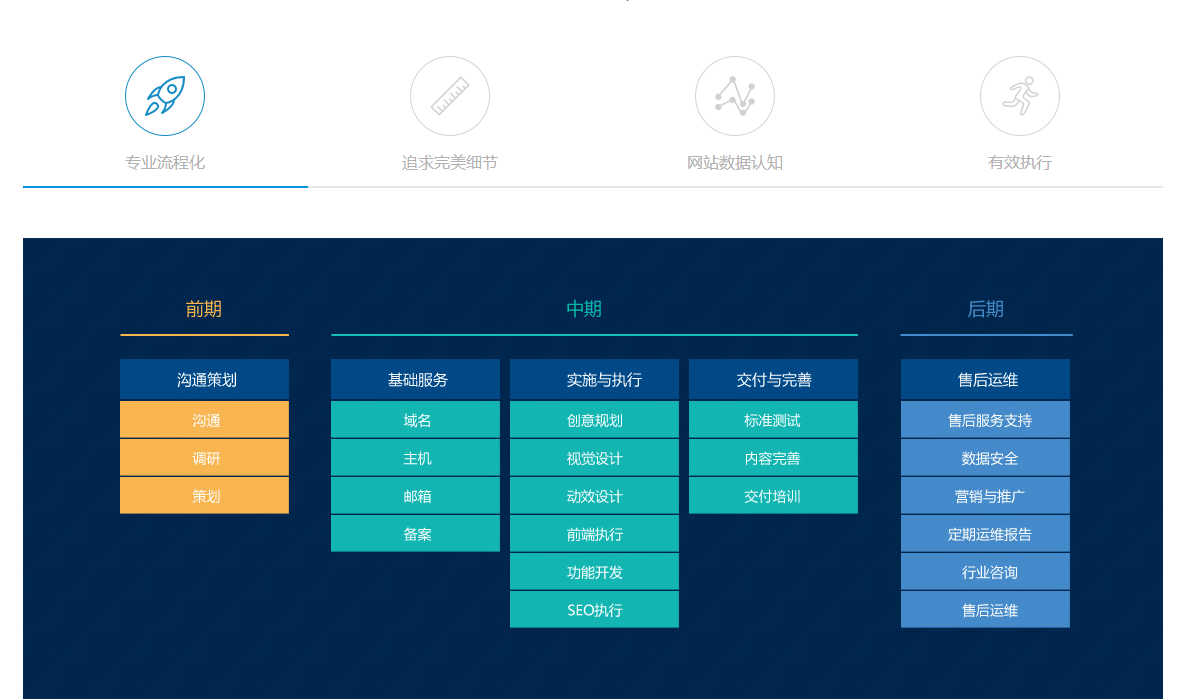 专业流程化
追求完美细节
网站数据认知
有效执行
前期
中期
后期
沟通策划
沟通
调研
策划
基础服务
域名
主机
邮箱
备案
实施与执行
创意规划
视觉设计
动效设计
前端执行
功能开发
SEO执行
交付与完善
标准测试
内容完善
交付培训
售后运维
售后服务支持
数据安全
营销与推广
定期运维报告
行业咨询
售后运维